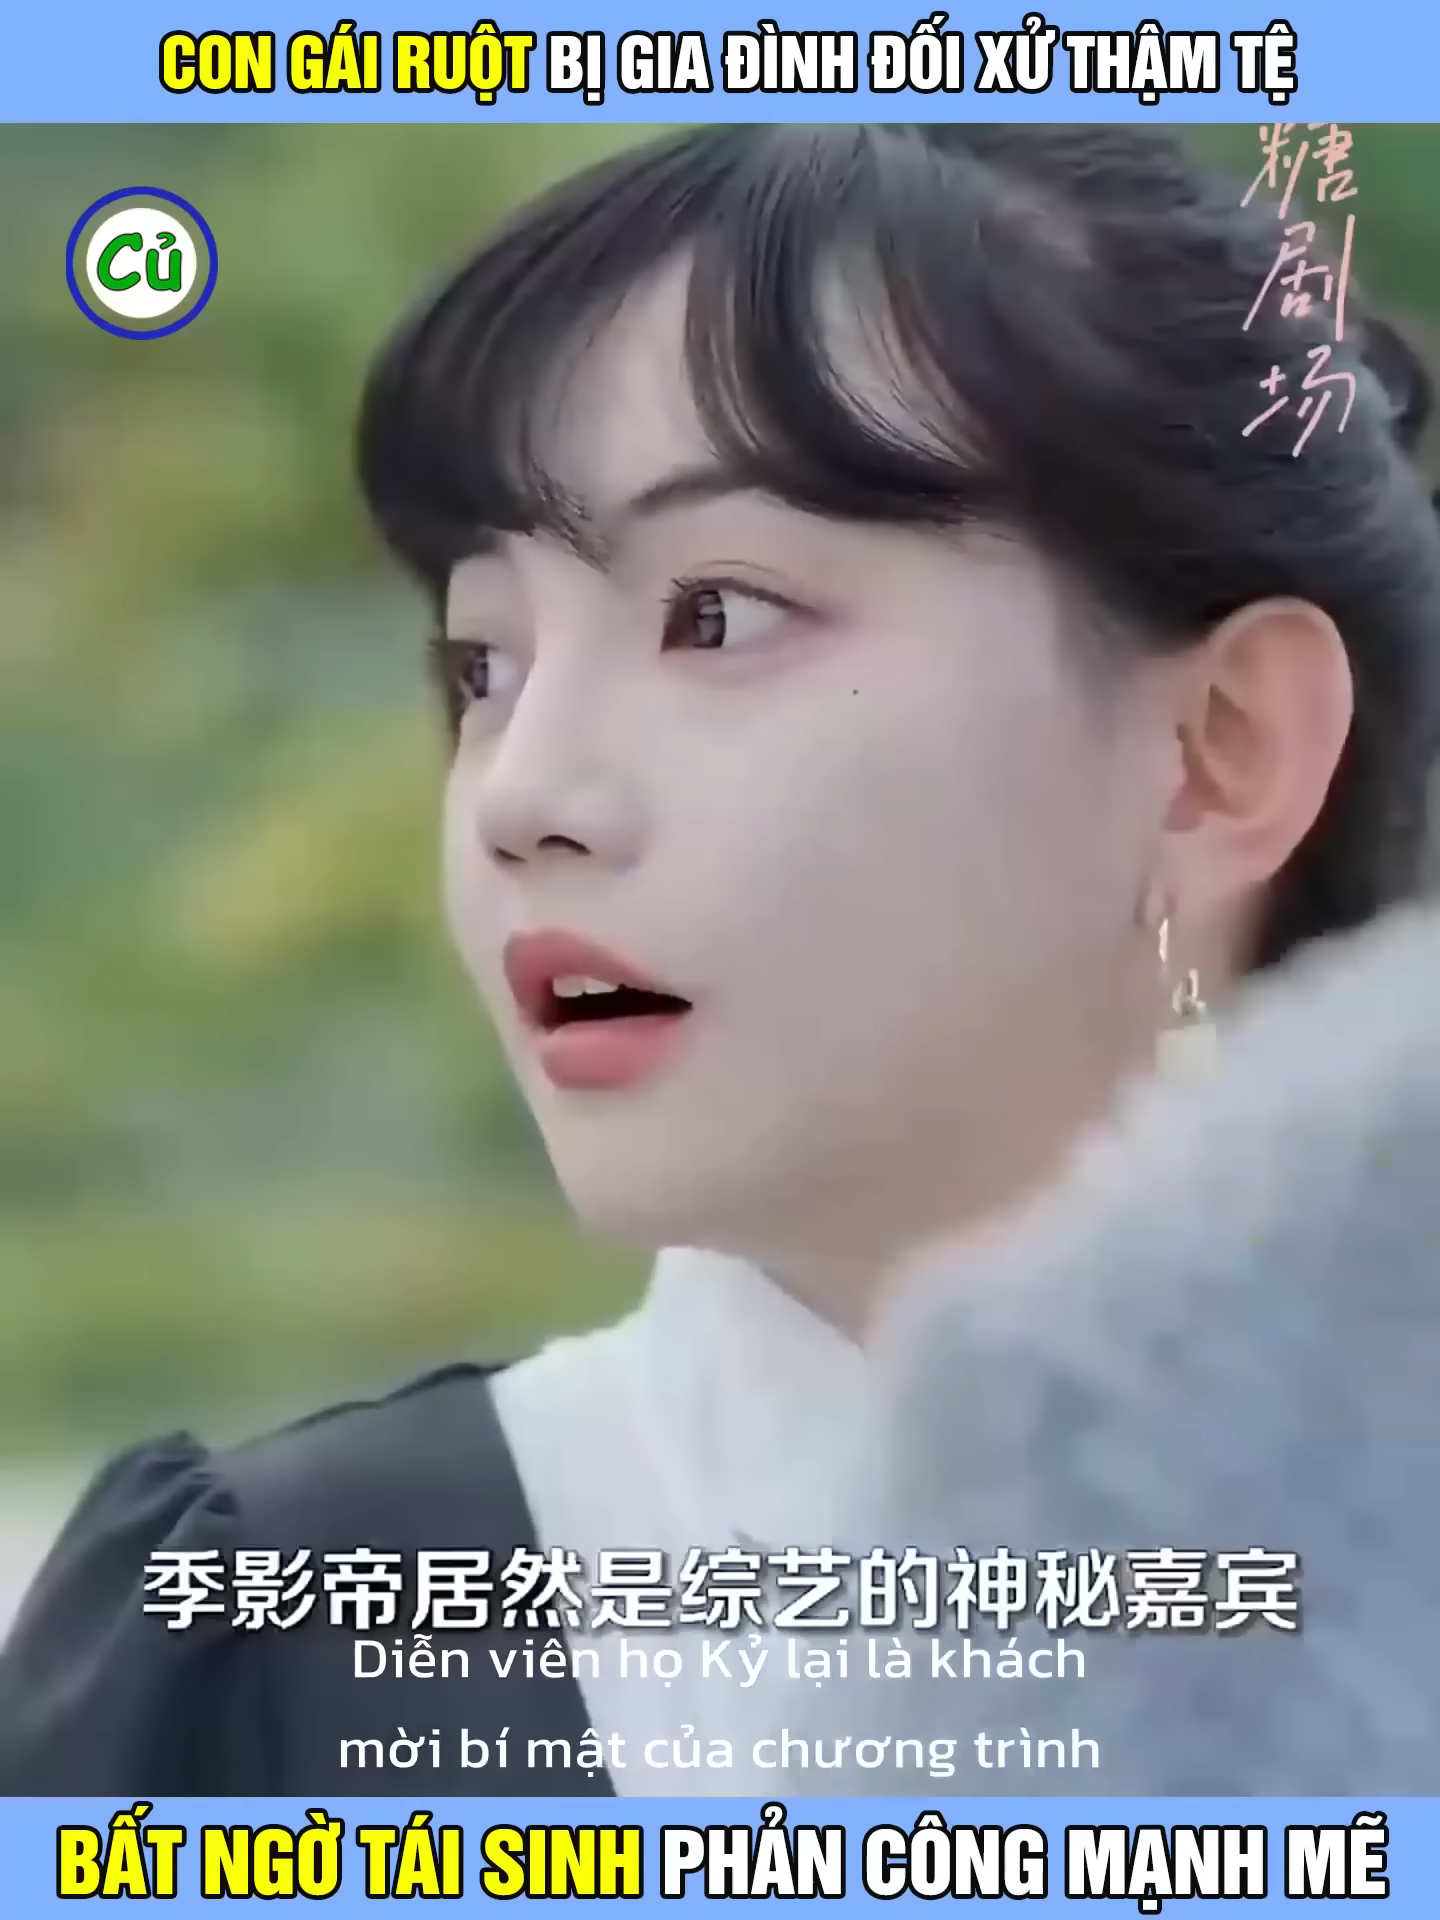 CON GÁI RUỘT BỊ GIA ĐÌNH ĐỐI XỬ THẬM TỆ
Củ
糖剧场
季影帝居然是综艺的神秘嘉宾
Diễn viên họ Kỷ lại là khách
mời bí mật của chương trình
BẤT NGỜ TÁI SINH PHẢN CÔNG MẠNH MẼ